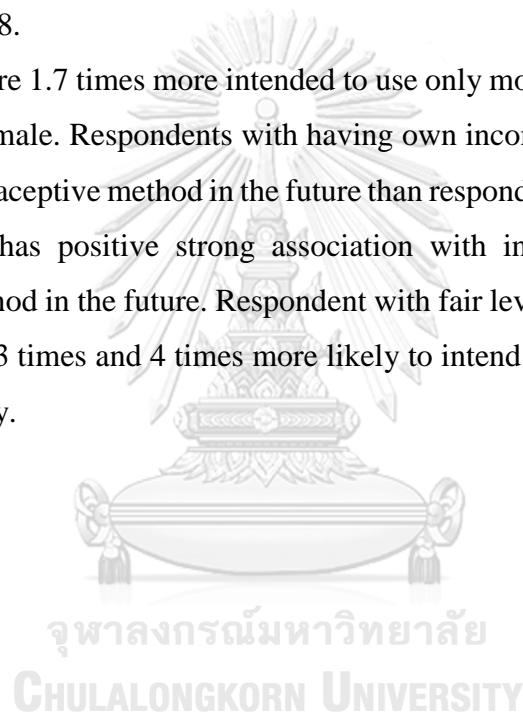 8.
re 1.7 times more intended to use only mo
male. Respondents with having own incor
aceptive method in the future than respond
has positive strong association with in
nod in the future. Respondent with fair lev
3 times and 4 times more likely to intend
y.
จุฬาลงกรณ์มหาวิทยาลัย
CHULALONGKORN UNIVERSITY